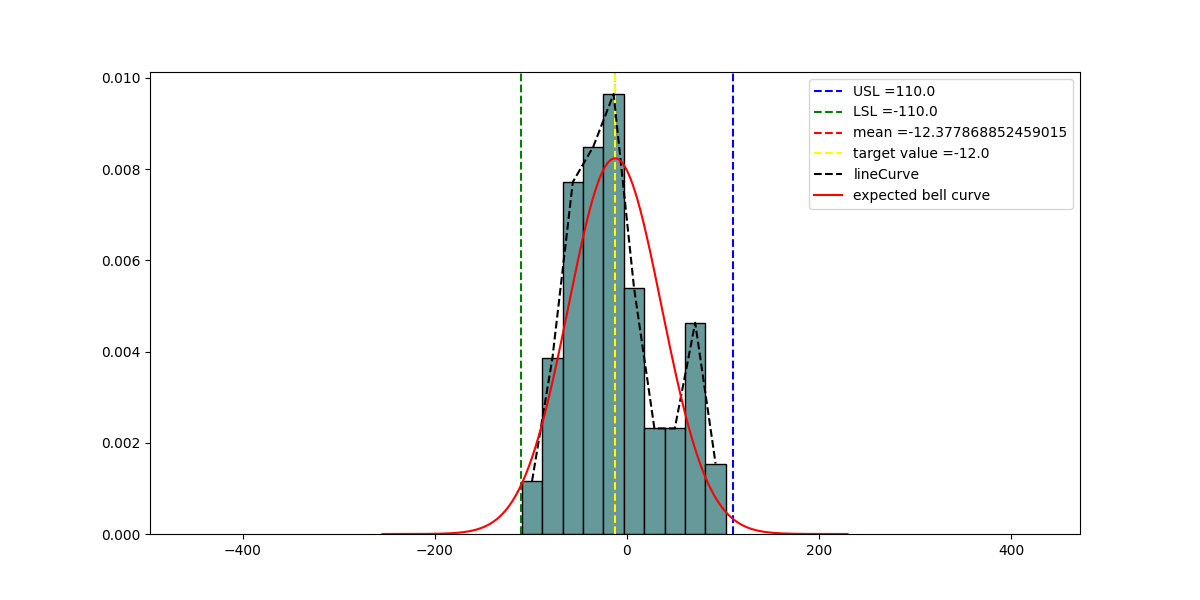 0.010
0.008
0.006
0.004
0.002
0.000
−400
−200
0
200
400
USL =110.0
LSL =-110.0
mean =-12.377868852459015
target value =-12.0
lineCurve
expected bell curve